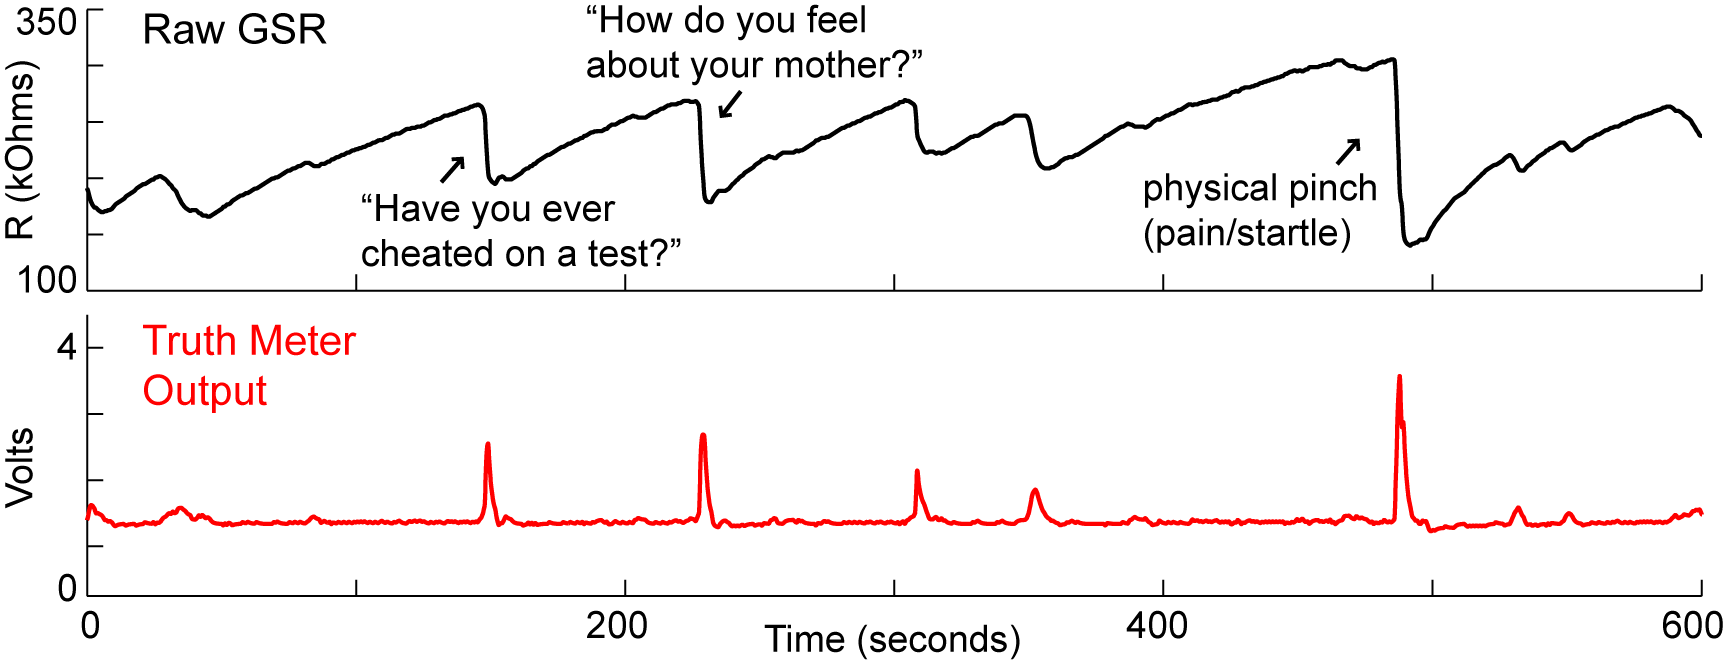 350
Raw GSR
“How do you feel
about your mother?”
R (kOhms)
“Have you ever
cheated on a test?”
physical pinch
(pain/startle)
100
Truth Meter
Output
4
Volts
0
0
200
400
600
Time (seconds)